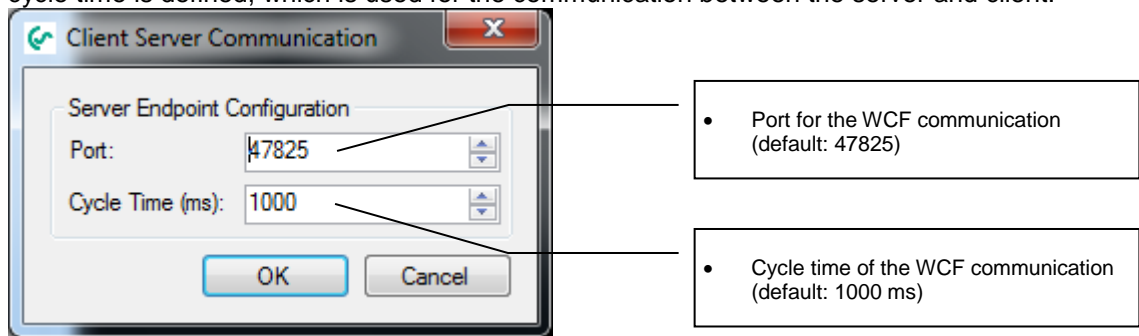 cycle time is defined, which is used for the communication between the server and client.
Client Server Communication
Server Endpoint Configuration
Port: 47825
Cycle Time (ms): 1000
OK Cancel
• Port for the WCF communication
(default: 47825)
• Cycle time of the WCF communication
(default: 1000 ms)